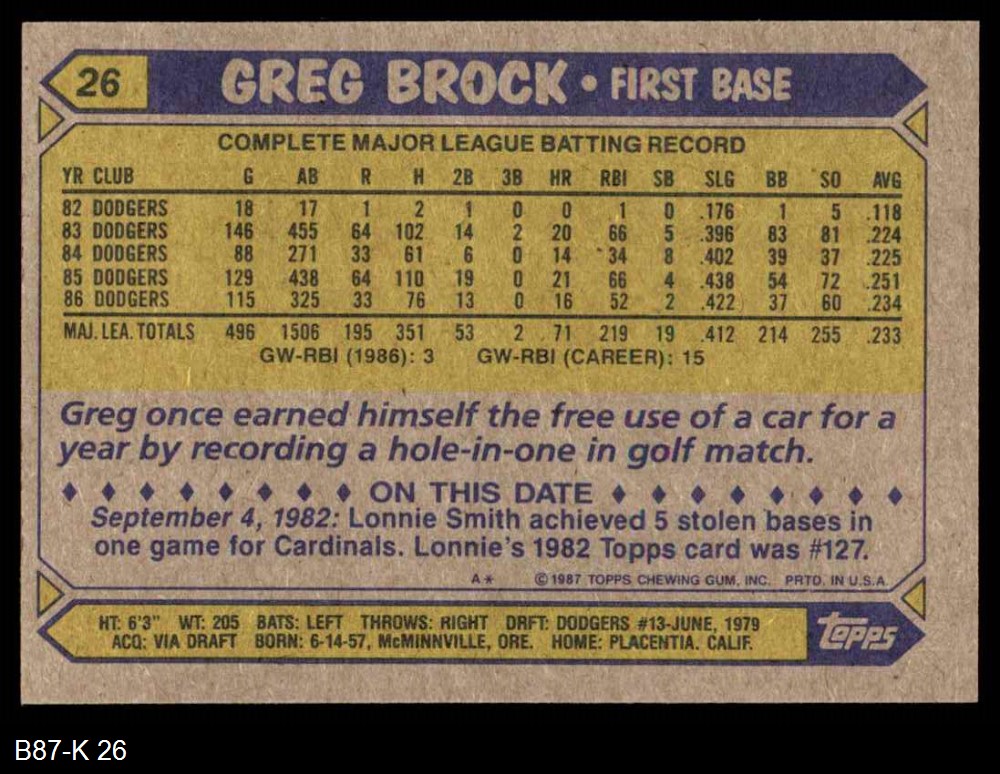 26 GREG BROCK • FIRST BASE
COMPLETE MAJOR LEAGUE BATTING RECORD
YR CLUB G AB R H 2B 3B HR RBI SB SLG BB SO AVG
82 DODGERS 18 17 1 2 1 0 0 1 0 .176 1 5 .118
83 DODGERS 146 455 64 102 14 2 20 66 5 .396 83 81 .224
84 DODGERS 88 271 33 61 6 0 14 34 8 .402 39 37 .225
85 DODGERS 129 438 64 110 19 0 21 66 4 .438 54 72 .251
86 DODGERS 115 325 33 76 13 0 16 52 2 .422 37 60 .234
MAJ. LEA. TOTALS 496 1506 195 351 53 2 71 219 19 .412 214 255 .233
GW-RBI (1986): 3 GW-RBI (CAREER): 15
Greg once earned himself the free use of a car for a
year by recording a hole-in-one in golf match.
♦ ♦ ♦ ♦ ♦ ♦ ♦ ♦ ON THIS DATE ♦ ♦ ♦ ♦ ♦ ♦ ♦ ♦
September 4, 1982: Lonnie Smith achieved 5 stolen bases in
one game for Cardinals. Lonnie's 1982 Topps card was #127.
A* © 1987 TOPPS CHEWING GUM, INC. PRTD. IN U.S.A.
HT: 6'3" WT: 205 BATS: LEFT THROWS: RIGHT DRFT: DODGERS #13-JUNE, 1979
ACQ: VIA DRAFT BORN: 6-14-57, McMINNVILLE, ORE. HOME: PLACENTIA. CALIF.
topps
B87-K 26